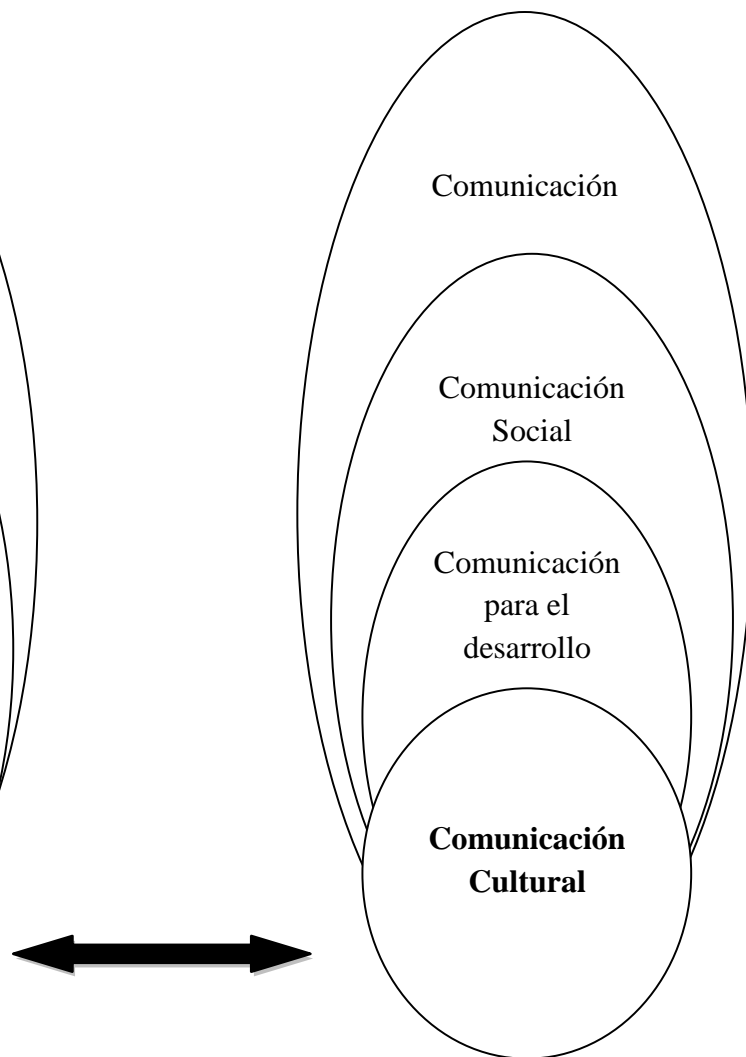 Comunicación
Comunicación
Social
Comunicación
para el
desarrollo
Comunicación
Cultural